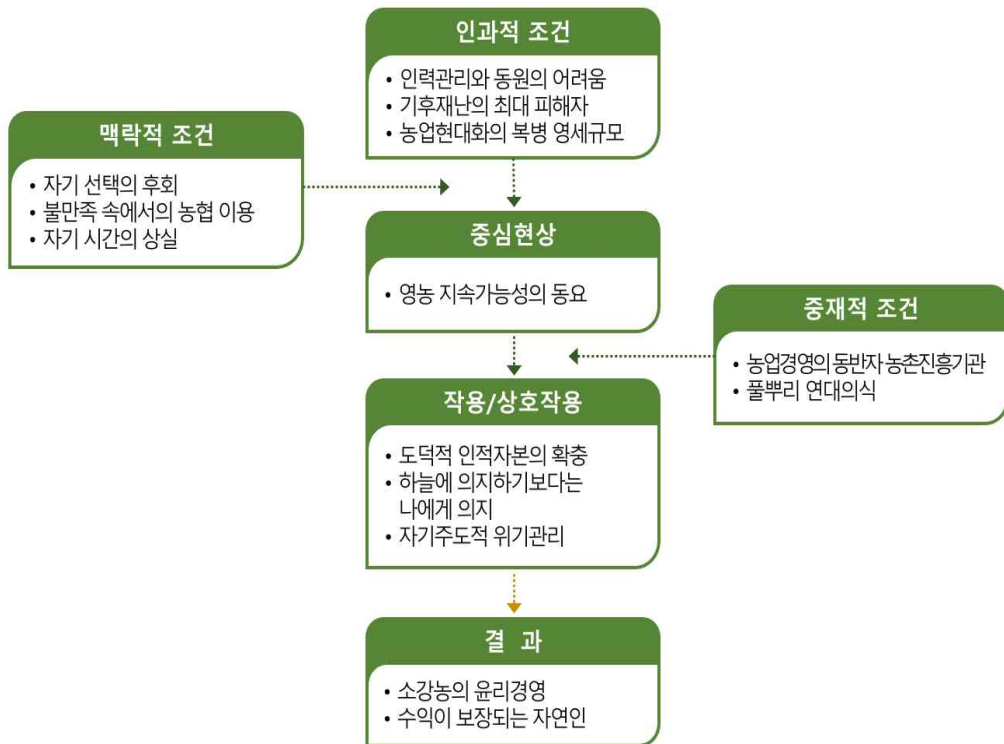 인과적 조건
• 인력관리와 동원의 어려움
• 기후재난의 최대 피해자
• 농업현대화의 복병 영세규모
맥락적 조건
• 자기 선택의 후회
• 불만족 속에서의 농협 이용
• 자기 시간의 상실
중심현상
• 영농 지속가능성의 동요
중재적 조건
• 농업경영의 동반자 농촌진흥기관
• 풀뿌리 연대의식
작용/상호작용
• 도덕적 인적자본의 확충
• 하늘에 의지하기보다는
나에게 의지
• 자기주도적 위기관리
결 과
• 소강농의 윤리경영
• 수익이 보장되는 자연인